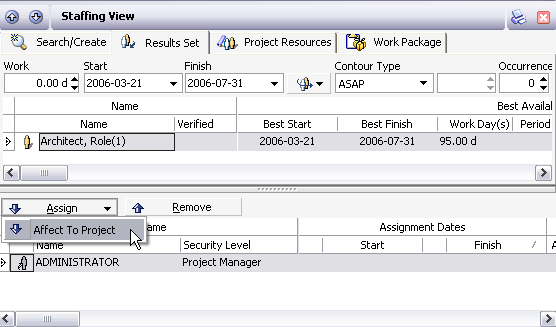 Staffing View
Search/Create Results Set Project Resources Work Package
Work Start Finish Contour Type Occurrence
0.00 d 2006-03-21 2006-07-31 ASAP 0
Name Best Availa
Name Verified Best Start Best Finish Work Day(s) Period
Architect, Role(1) 2006-03-21 2006-07-31 95.00 d
Assign Remove
Affect To Project
ame Assignment Dates
Name Security Level Start Finish A
ADMINISTRATOR Project Manager